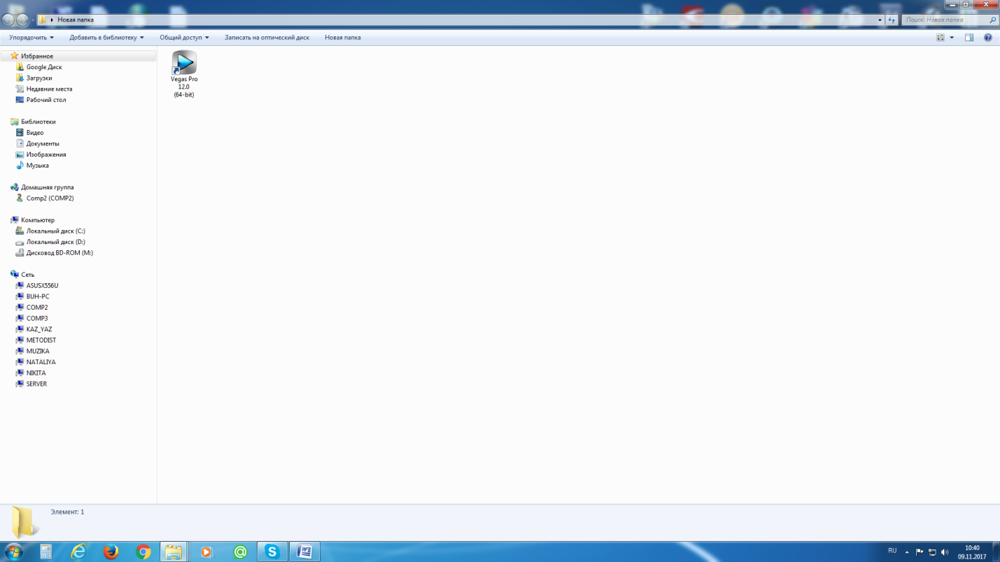 Новая папка
Поиск: Новая папка
Упорядочить Добавить в библиотеку Общий доступ Записать на оптический диск Новая папка
Избранное
Google Диск
Загрузки
Недавние места
Рабочий стол
Библиотеки
Видео
Документы
Изображения
Музыка
Домашняя группа
Comp2 (COMP2)
Компьютер
Локальный диск (C:)
Локальный диск (D:)
Дисковод BD-ROM (M:)
Сеть
ASUSX556U
BUH-PC
COMP2
COMP3
KAZ_YAZ
METODIST
MUZIKA
NATALIYA
NIKITA
SERVER
Vegas Pro
12.0
(64-bit)
Элемент: 1
RU
10:40
09.11.2017